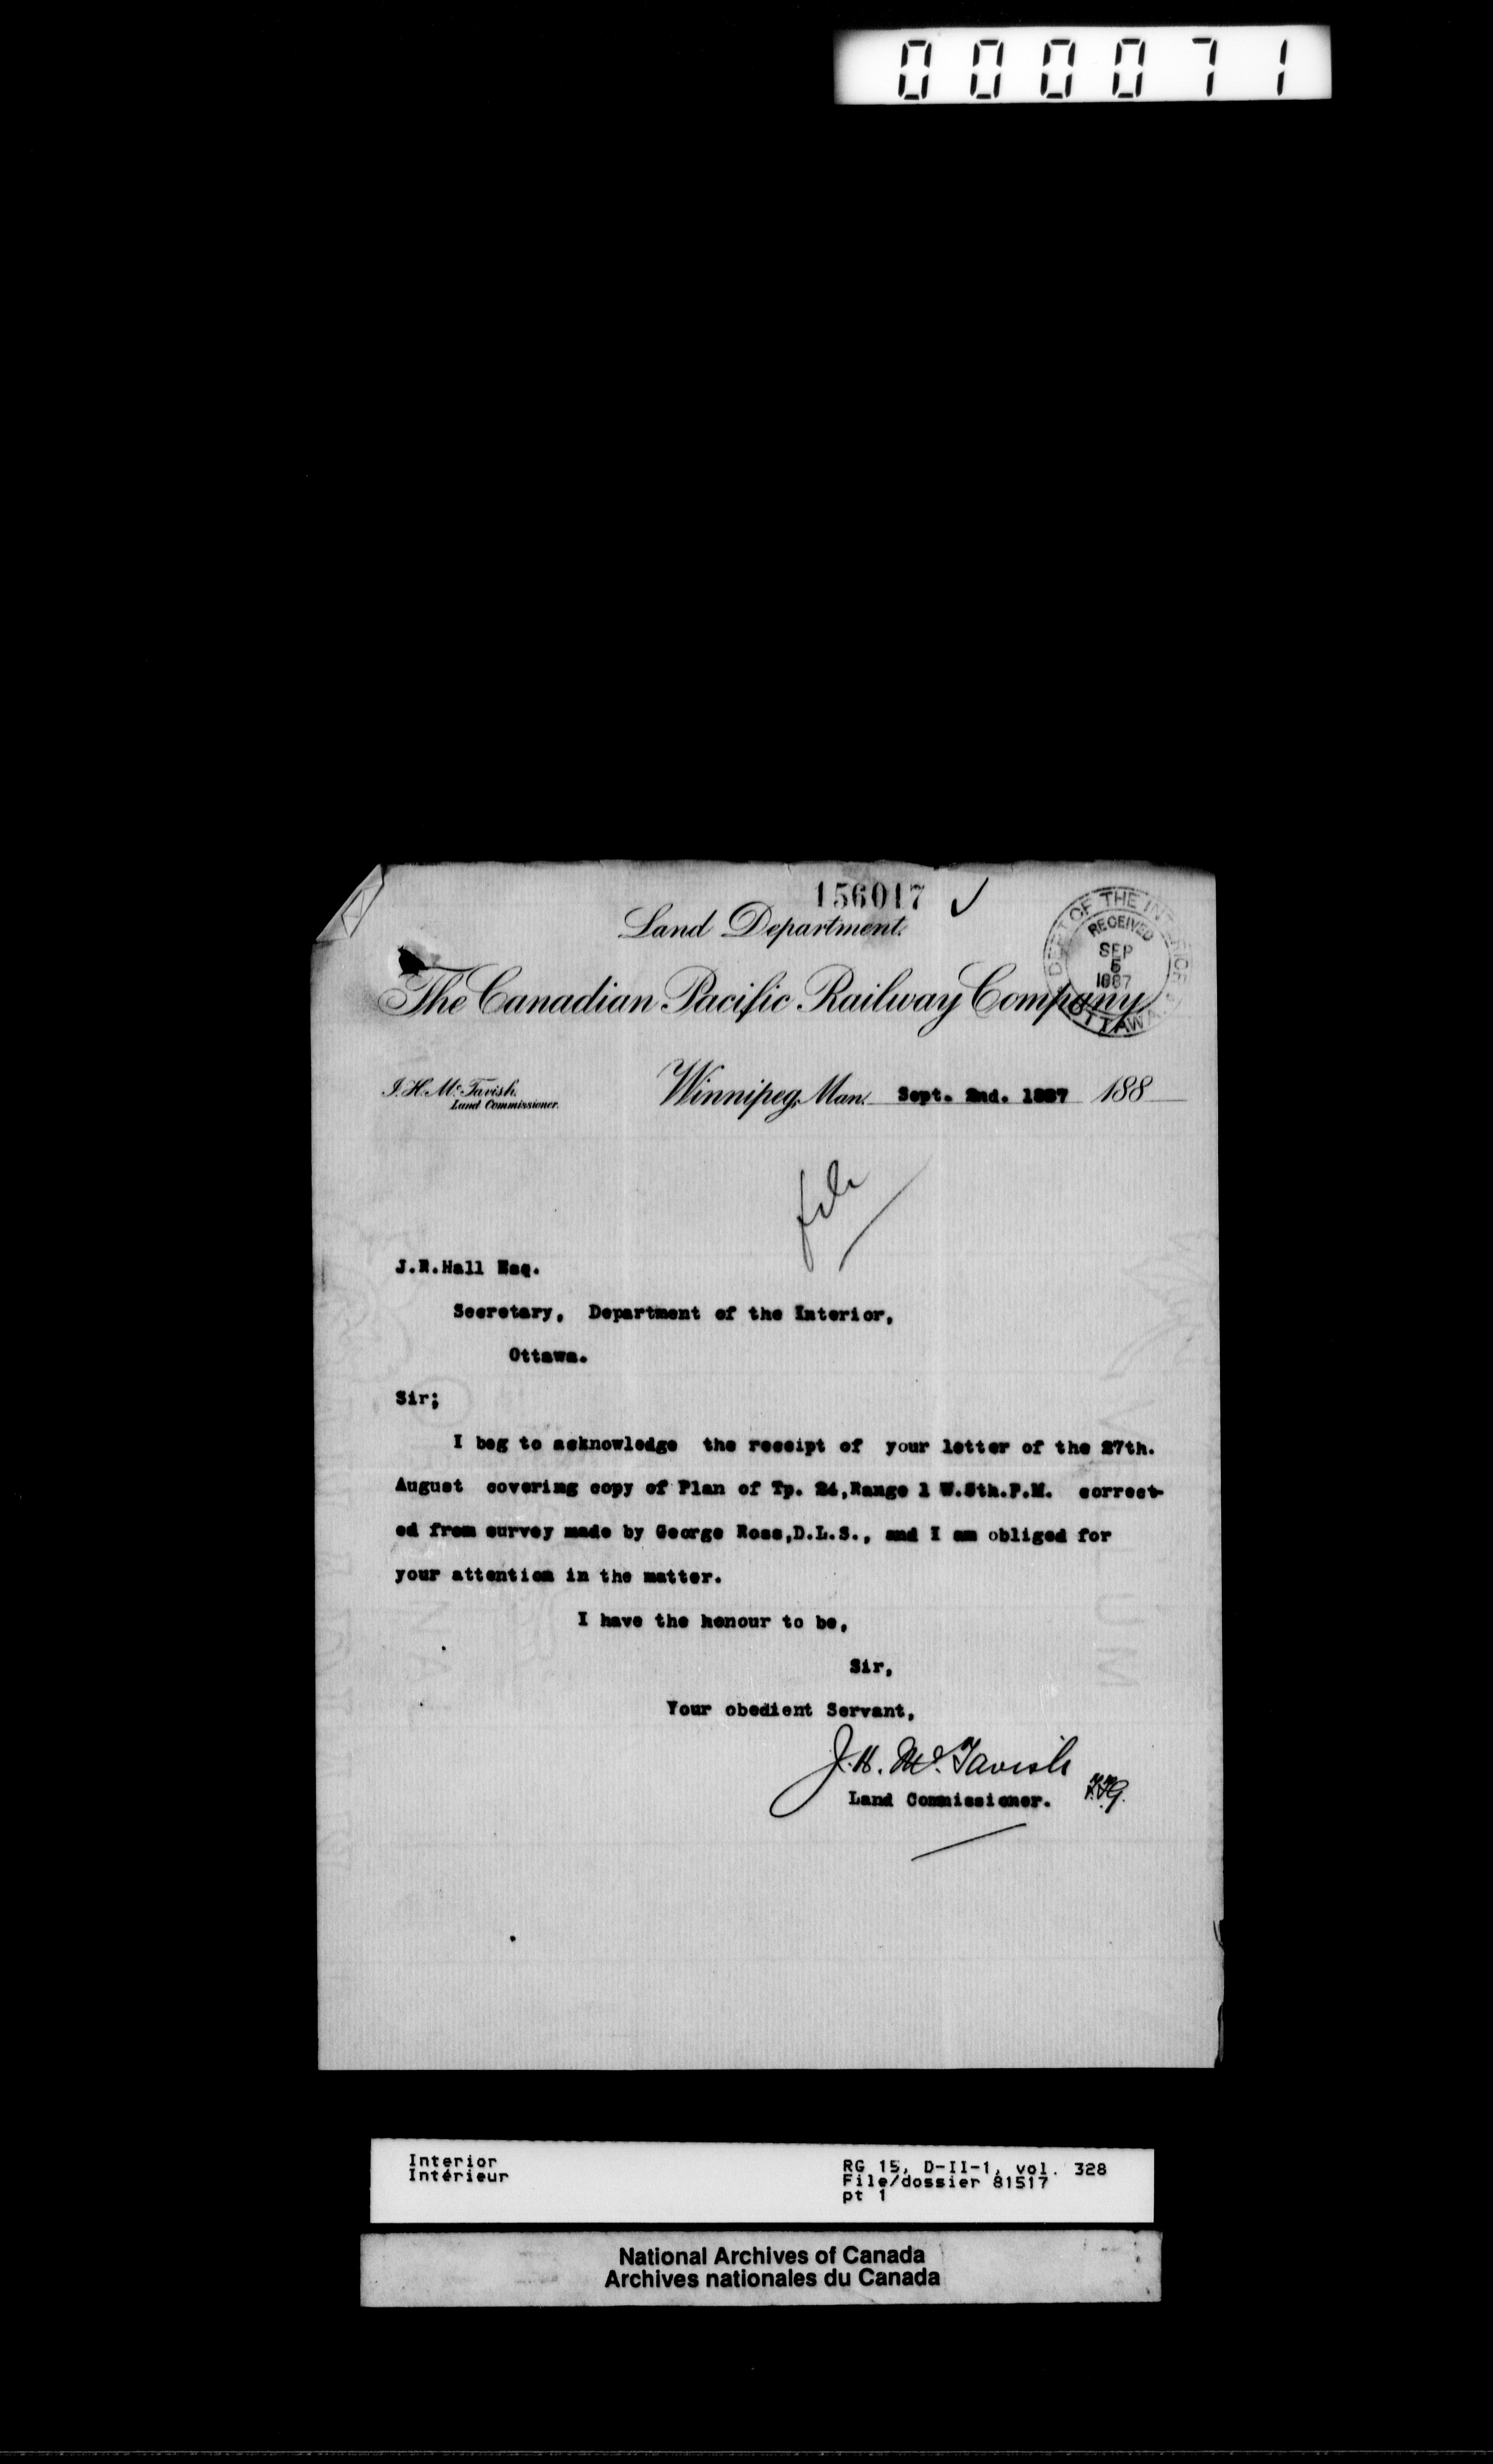 000071
156017 ✓
Land Department.
DEPT OF THE INTERIOR
RECEIVED
SEP
5
1887
OTTAWA
The Canadian Pacific Railway Company
J. H. McTavish.
Land Commissioner.
Winnipeg, Man. Sept. 2nd. 1887 188
file
J.R.Hall Esq.
Secretary, Department of the Interior,
Ottawa.
Sir;
I beg to acknowledge the receipt of your letter of the 27th.
August covering copy of Plan of Tp. 24,Range 1 W.5th.P.M. correct-
ed from survey made by George Ross,D.L.S., and I am obliged for
your attention in the matter.
I have the honour to be,
Sir,
Your obedient Servant,
J. H. McTavish
Land Commissioner.
Interior
Intérieur
RG 15, D-II-1, vol. 328
File/dossier 81517
pt 1
National Archives of Canada
Archives nationales du Canada